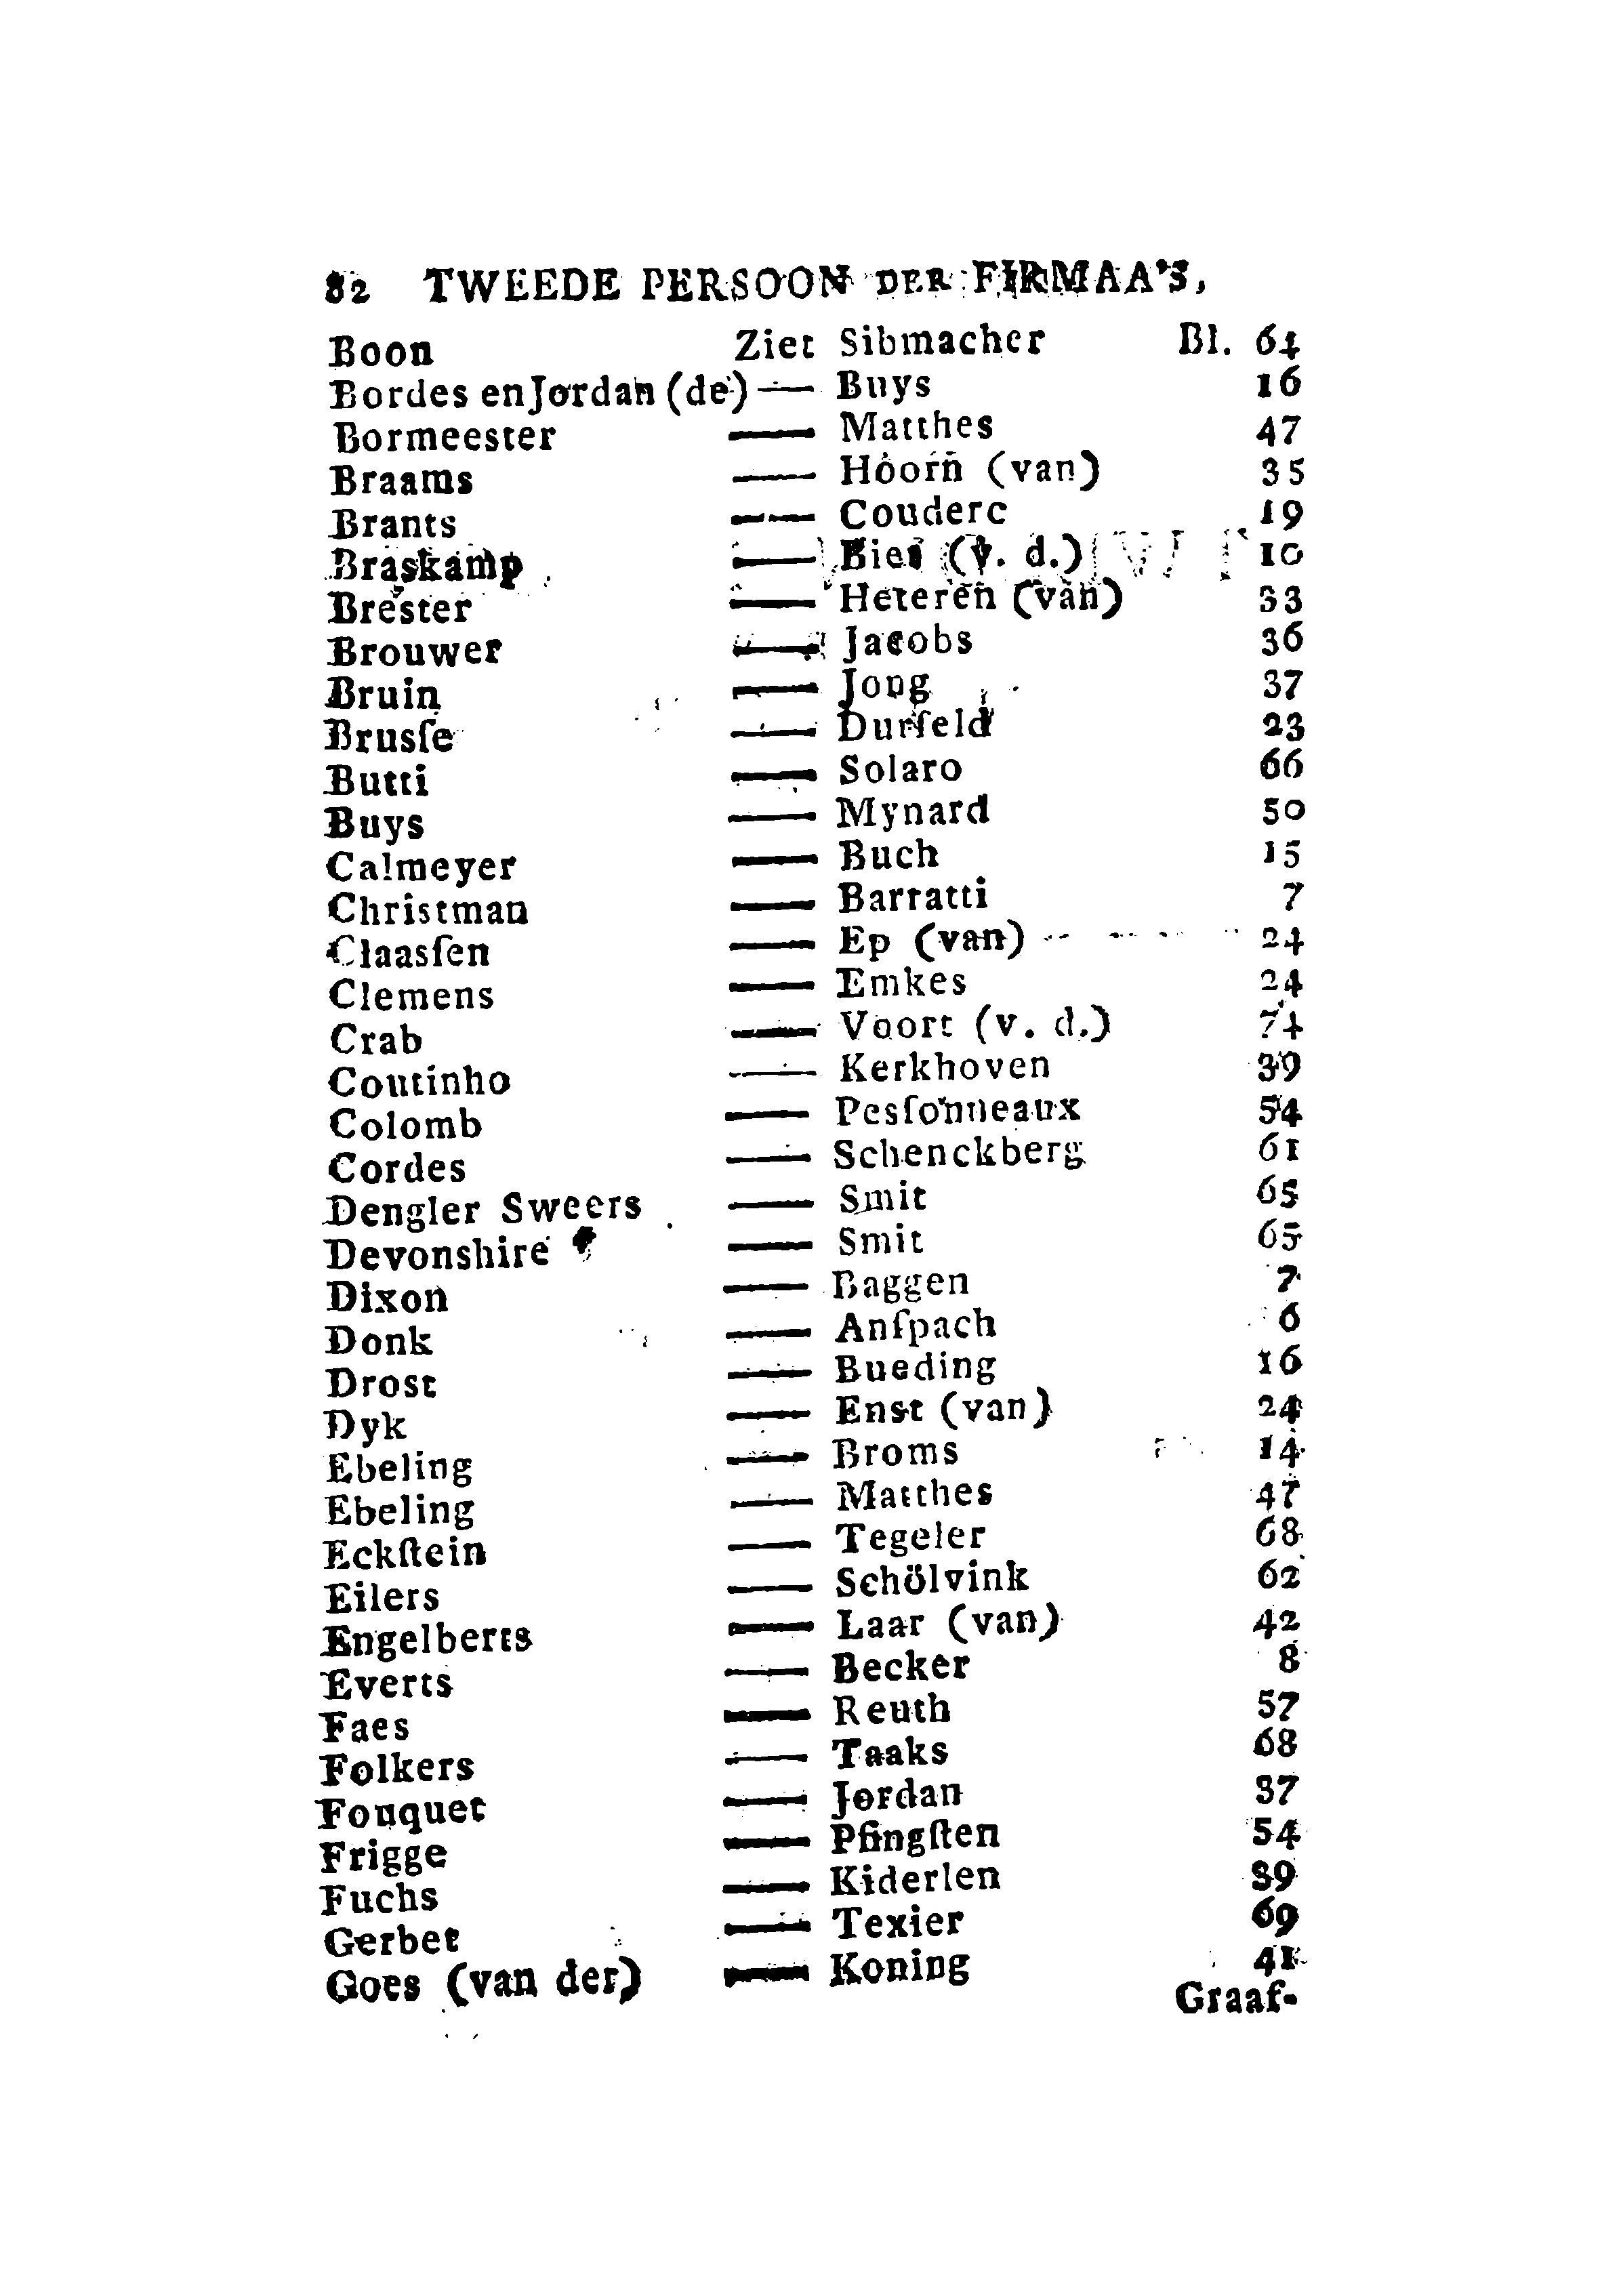 82 TWEEDE PERSOON DER FIRMAA'S,
Boon Ziet Sibmacher Bl. 64
Bordes en Jordan (de) — Buys 16
Bormeester — Matthes 47
Braams — Hoorn (van) 35
Brants — Couderc 19
Braskamp — Biel (v. d.) 10
Brester — Heteren (van) 33
Brouwer — Jacobs 36
Bruin — Jong 37
Brusſe — Durſeld 23
Butti — Solaro 66
Buys — Mynard 50
Calmeyer — Buch 15
Christman — Barratti 7
Claasſen — Ep (van) 24
Clemens — Emkes 24
Crab — Voort (v. d.) 74
Coutinho — Kerkhoven 39
Colomb — Pesſonneaux 54
Cordes — Schenckberg 61
Dengler Sweers — Smit 65
Devonshire — Smit 65
Dixon — Baggen 7
Donk — Anſpach 6
Drost — Bueding 16
Dyk — Enst (van) 24
Ebeling — Broms 14
Ebeling — Matthes 47
Eckſtein — Tegeler 68
Eilers — Schölvink 62
Engelberts — Laar (van) 42
Everts — Becker 8
Faes — Reuth 57
Folkers — Taaks 68
Fouquet — Jordan 37
Frigge — Pfingſten 54
Fuchs — Kiderlen 39
Gerbet — Texier 69
Goes (van der) — Koning 41
Graaf-